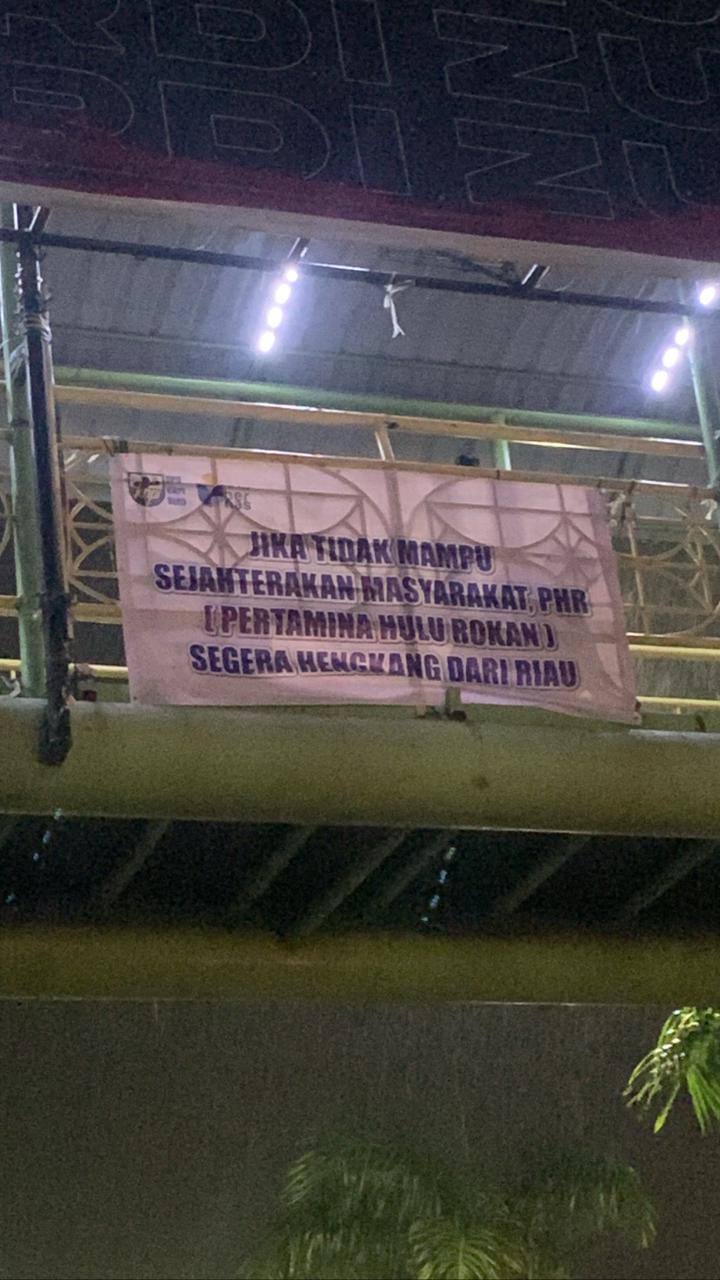 JIKA TIDAK MAMPU
SEJAHTERAKAN MASYARAKAT, PHR
( PERTAMINA HULU ROKAN )
SEGERA HENGKANG DARI RIAU